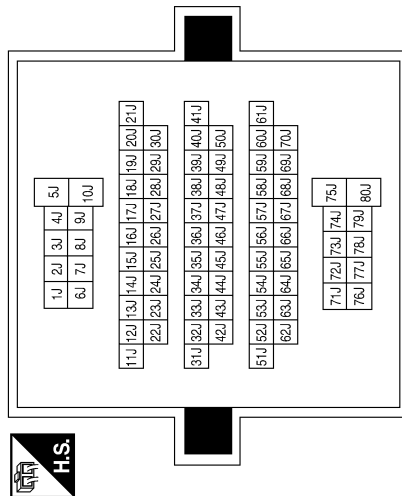 1J 2J 3J 4J 5J
6J 7J 8J 9J 10J
11J 12J 13J 14J 15J 16J 17J 18J 19J 20J 21J
22J 23J 24J 25J 26J 27J 28J 29J 30J
31J 32J 33J 34J 35J 36J 37J 38J 39J 40J 41J
42J 43J 44J 45J 46J 47J 48J 49J 50J
51J 52J 53J 54J 55J 56J 57J 58J 59J 60J 61J
62J 63J 64J 65J 66J 67J 68J 69J 70J
71J 72J 73J 74J 75J
76J 77J 78J 79J 80J
H.S.